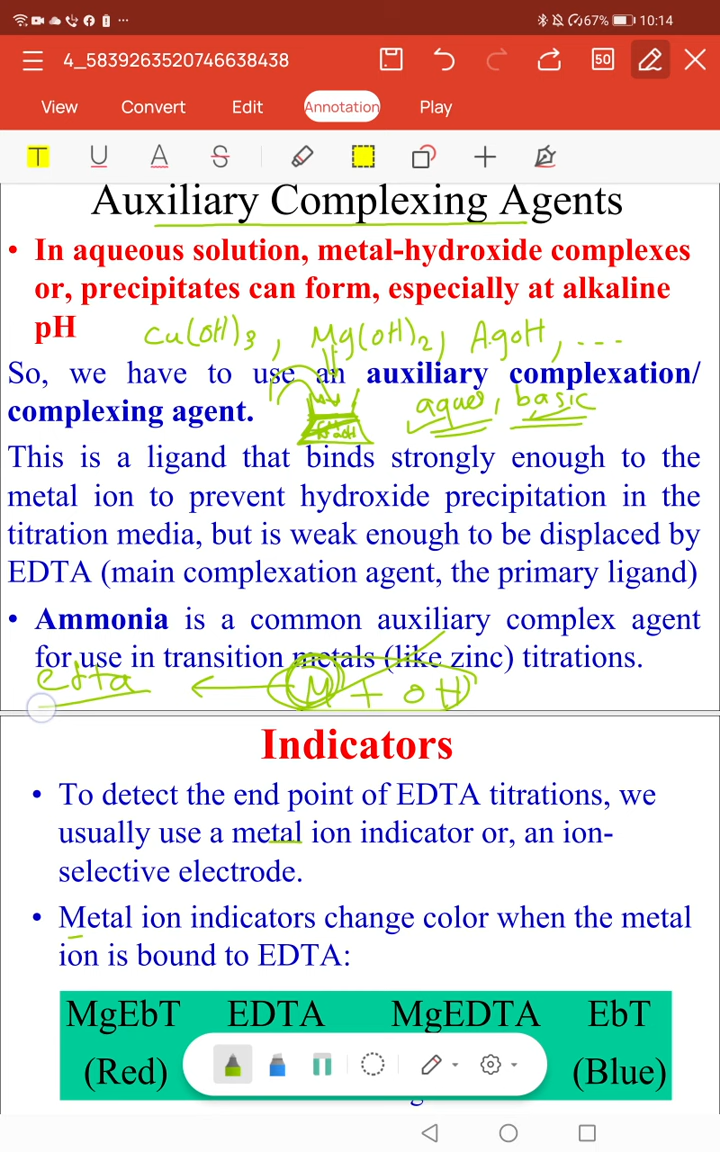 67% 10:14
4_5839263520746638438 50
View Convert Edit Annotation Play
T U A S
Auxiliary Complexing Agents
• In aqueous solution, metal-hydroxide complexes
or, precipitates can form, especially at alkaline
pH
Cu(OH)3, Mg(OH)2, AgOH, ...
So, we have to use an auxiliary complexation/
complexing agent.
aques, basic
This is a ligand that binds strongly enough to the
metal ion to prevent hydroxide precipitation in the
titration media, but is weak enough to be displaced by
EDTA (main complexation agent, the primary ligand)
• Ammonia is a common auxiliary complex agent
for use in transition metals (like zinc) titrations.
edta ← M + OH
Indicators
• To detect the end point of EDTA titrations, we
usually use a metal ion indicator or, an ion-
selective electrode.
• Metal ion indicators change color when the metal
ion is bound to EDTA:
MgEbT EDTA MgEDTA EbT
(Red) (Blue)